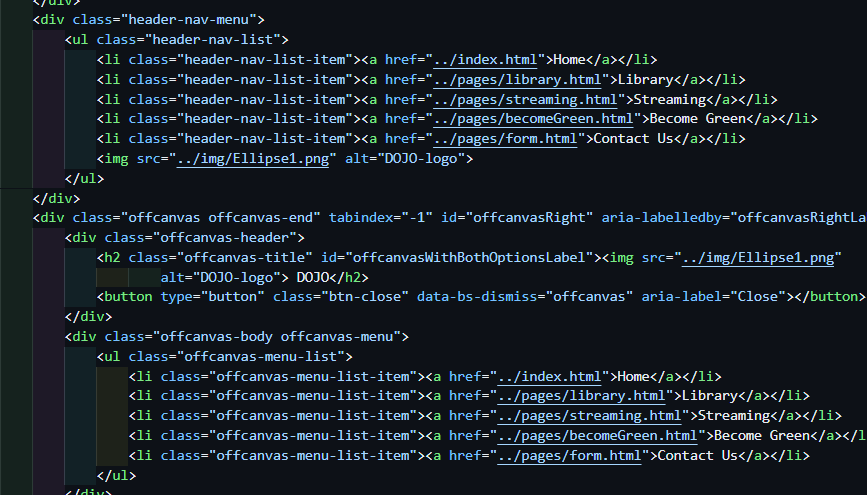 </div>
<div class="header-nav-menu">
<ul class="header-nav-list">
<li class="header-nav-list-item"><a href="../index.html">Home</a></li>
<li class="header-nav-list-item"><a href="../pages/library.html">Library</a></li>
<li class="header-nav-list-item"><a href="../pages/streaming.html">Streaming</a></li>
<li class="header-nav-list-item"><a href="../pages/becomeGreen.html">Become Green</a></li>
<li class="header-nav-list-item"><a href="../pages/form.html">Contact Us</a></li>
<img src="../img/Ellipse1.png" alt="DOJO-logo">
</ul>
</div>
<div class="offcanvas offcanvas-end" tabindex="-1" id="offcanvasRight" aria-labelledby="offcanvasRightLa
<div class="offcanvas-header">
<h2 class="offcanvas-title" id="offcanvasWithBothOptionsLabel"><img src="../img/Ellipse1.png"
alt="DOJO-logo"> DOJO</h2>
<button type="button" class="btn-close" data-bs-dismiss="offcanvas" aria-label="Close"></button>
</div>
<div class="offcanvas-body offcanvas-menu">
<ul class="offcanvas-menu-list">
<li class="offcanvas-menu-list-item"><a href="../index.html">Home</a></li>
<li class="offcanvas-menu-list-item"><a href="../pages/library.html">Library</a></li>
<li class="offcanvas-menu-list-item"><a href="../pages/streaming.html">Streaming</a></li>
<li class="offcanvas-menu-list-item"><a href="../pages/becomeGreen.html">Become Green</a></l
<li class="offcanvas-menu-list-item"><a href="../pages/form.html">Contact Us</a></li>
</ul>
</div>